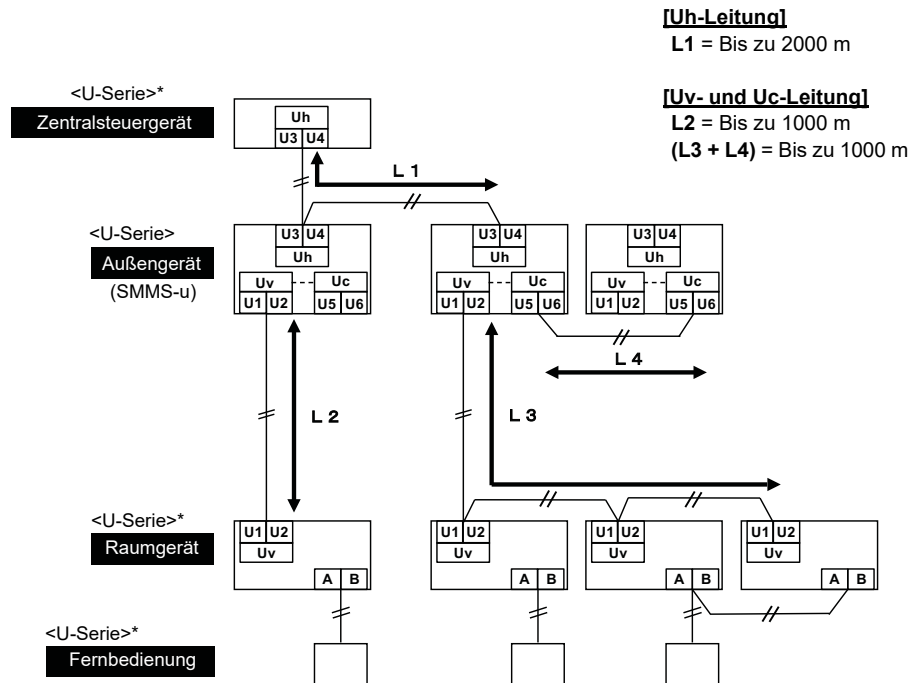 [Uh-Leitung]
L1 = Bis zu 2000 m
[Uv- und Uc-Leitung]
L2 = Bis zu 1000 m
(L3 + L4) = Bis zu 1000 m
<U-Serie>*
Zentralsteuergerät
Uh
U3 U4
L 1
<U-Serie>
Außengerät
(SMMS-u)
U3 U4
Uh
Uv Uc
U1 U2 U5 U6
U3 U4
Uh
Uv Uc
U1 U2 U5 U6
U3 U4
Uh
Uv Uc
U1 U2 U5 U6
L 4
L 2
L 3
<U-Serie>*
Raumgerät
U1 U2
Uv
A B
U1 U2
Uv
A B
U1 U2
Uv
A B
U1 U2
Uv
A B
<U-Serie>*
Fernbedienung